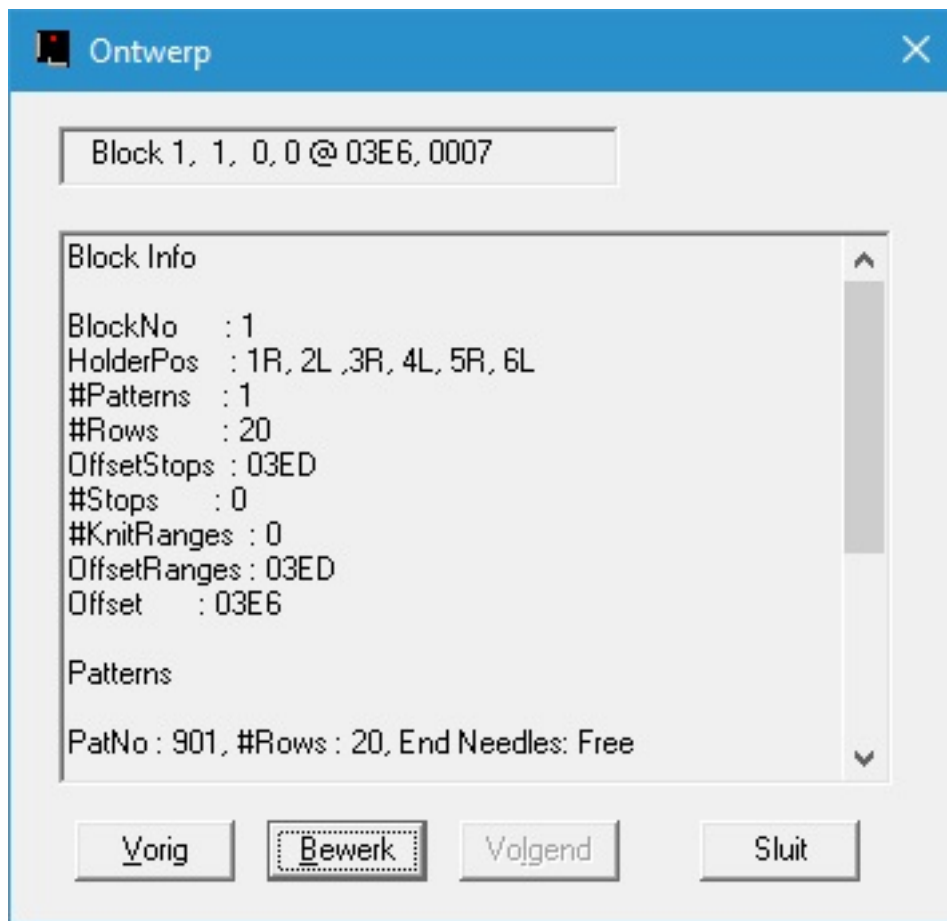 Ontwerp
Block 1, 1, 0, 0 @ 03E6, 0007
Block Info
BlockNo : 1
HolderPos : 1R, 2L ,3R, 4L, 5R, 6L
#Patterns : 1
#Rows : 20
OffsetStops : 03ED
#Stops : 0
#KnitRanges : 0
OffsetRanges : 03ED
Offset : 03E6
Patterns
PatNo : 901, #Rows : 20, End Needles: Free
Vorig Bewerk Volgend Sluit